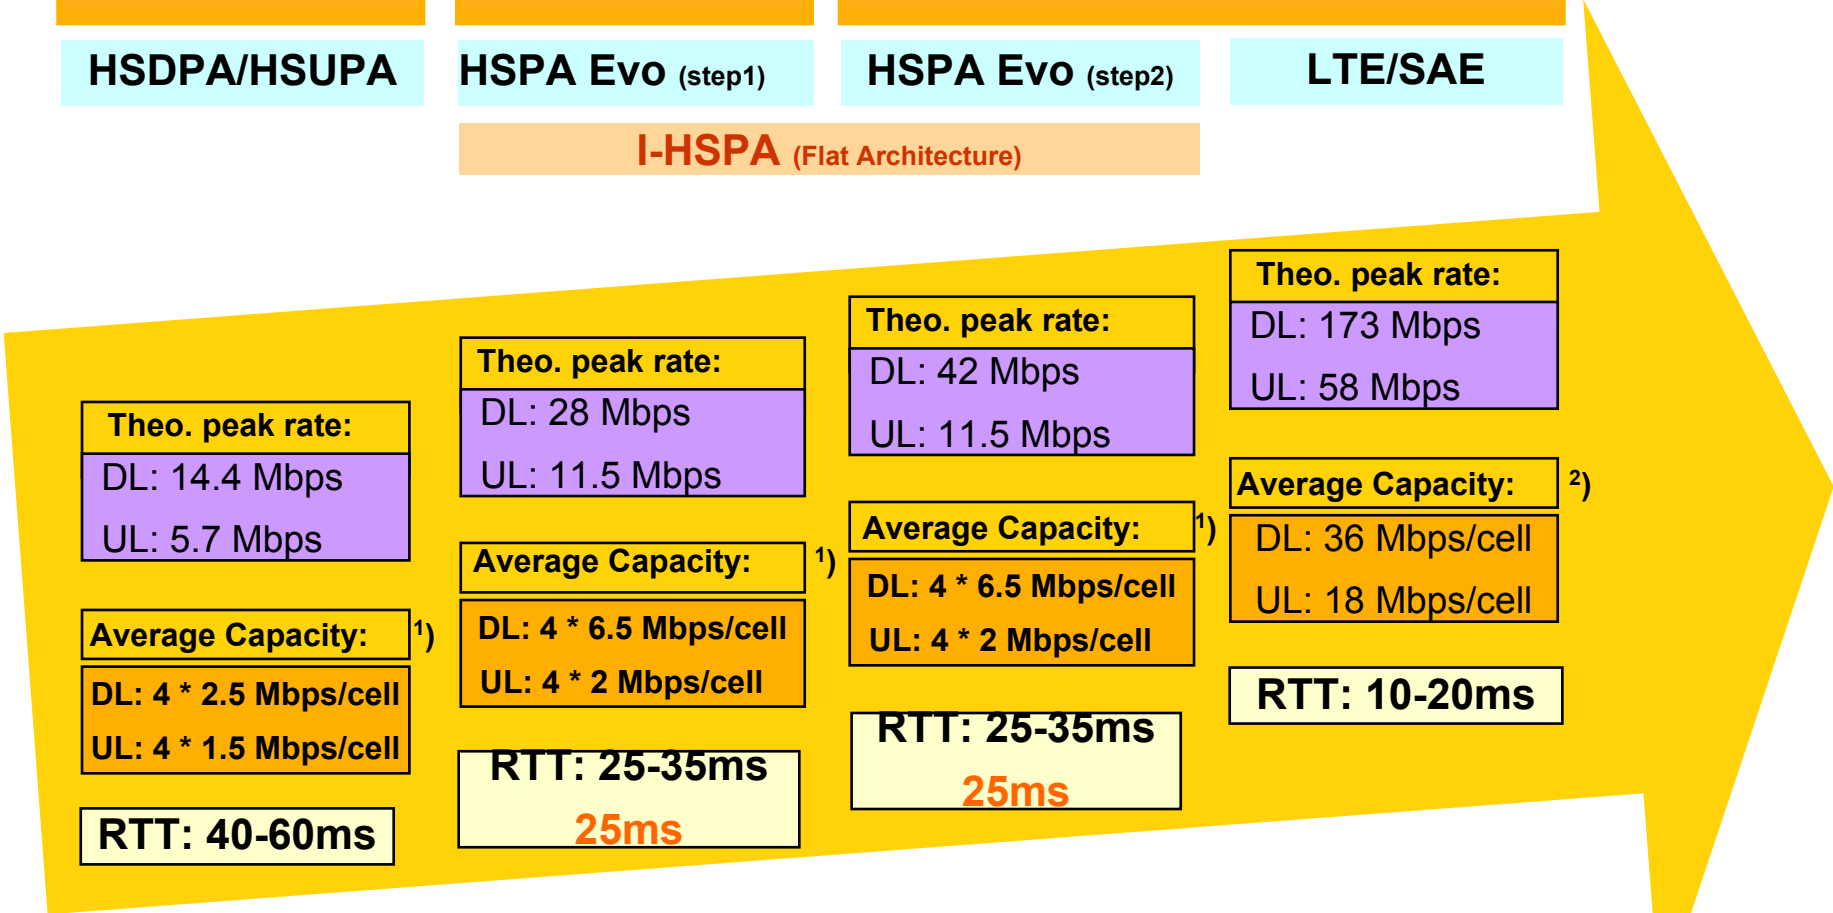 HSDPA/HSUPA
HSPA Evo (step1)
HSPA Evo (step2)
LTE/SAE
I-HSPA (Flat Architecture)
Theo. peak rate:
DL: 14.4 Mbps
UL: 5.7 Mbps
Average Capacity: 1)
DL: 4 * 2.5 Mbps/cell
UL: 4 * 1.5 Mbps/cell
RTT: 40-60ms
Theo. peak rate:
DL: 28 Mbps
UL: 11.5 Mbps
Average Capacity: 1)
DL: 4 * 6.5 Mbps/cell
UL: 4 * 2 Mbps/cell
RTT: 25-35ms
25ms
Theo. peak rate:
DL: 42 Mbps
UL: 11.5 Mbps
Average Capacity: 1)
DL: 4 * 6.5 Mbps/cell
UL: 4 * 2 Mbps/cell
RTT: 25-35ms
25ms
Theo. peak rate:
DL: 173 Mbps
UL: 58 Mbps
Average Capacity: 2)
DL: 36 Mbps/cell
UL: 18 Mbps/cell
RTT: 10-20ms